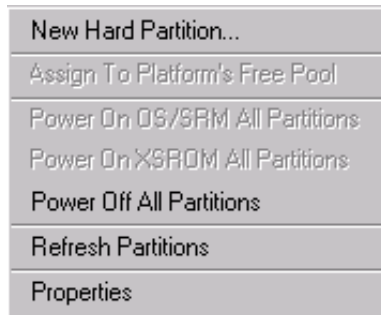 New Hard Partition...
Assign To Platform's Free Pool
Power On OS/SRM All Partitions
Power On XSROM All Partitions
Power Off All Partitions
Refresh Partitions
Properties